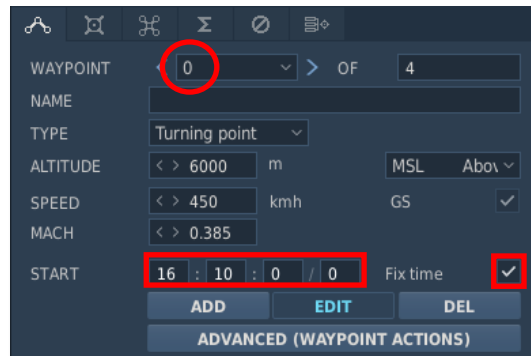 WAYPOINT < 0 > OF 4
NAME
TYPE Turning point
ALTITUDE < > 6000 m MSL Abov
SPEED < > 450 kmh GS
MACH < > 0.385
START 16 : 10 : 0 / 0 Fix time
ADD EDIT DEL
ADVANCED (WAYPOINT ACTIONS)